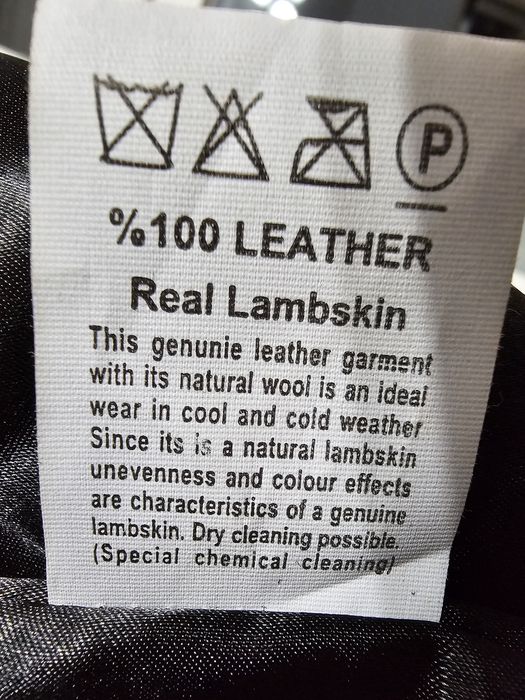 P
%100 LEATHER
Real Lambskin
This genunie leather garment
with its natural wool is an ideal
wear in cool and cold weather
Since its is a natural lambskin
unevenness and colour effects
are characteristics of a genuine
lambskin. Dry cleaning possible.
(Special chemical cleaning)